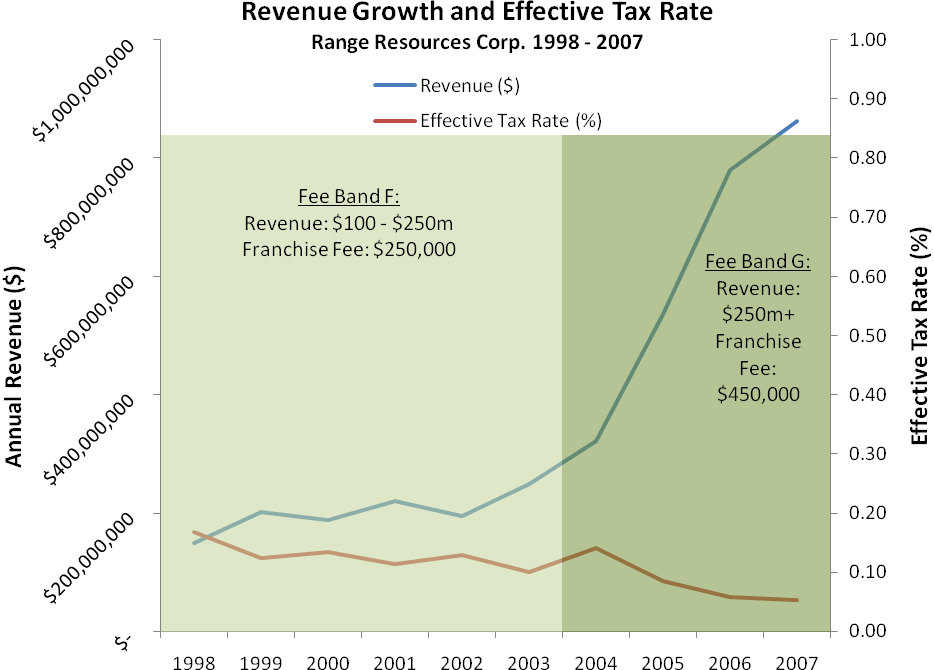 Revenue Growth and Effective Tax Rate
Range Resources Corp. 1998 - 2007
Revenue ($)
Effective Tax Rate (%)
Annual Revenue ($)
$1,000,000,000
$800,000,000
$600,000,000
$400,000,000
$200,000,000
$-
Fee Band F:
Revenue: $100 - $250m
Franchise Fee: $250,000
Fee Band G:
Revenue:
$250m+
Franchise
Fee:
$450,000
1.00
0.90
0.80
0.70
0.60
0.50
0.40
0.30
0.20
0.10
0.00
Effective Tax Rate (%)
1998 1999 2000 2001 2002 2003 2004 2005 2006 2007